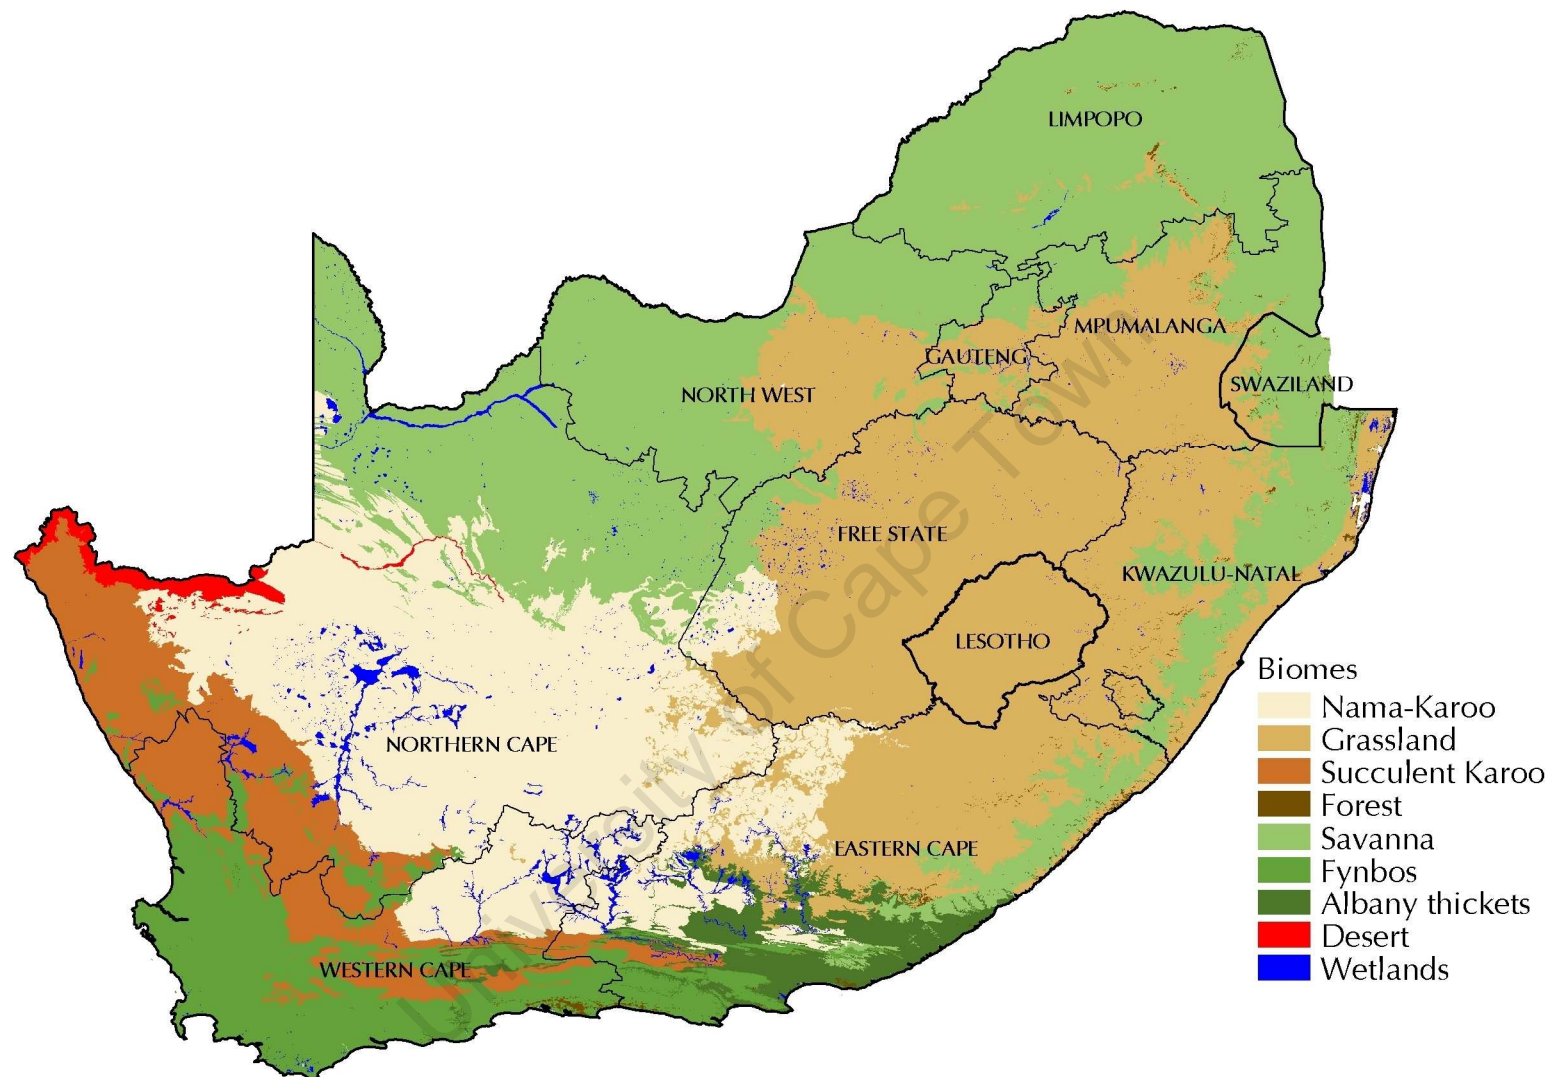 LIMPOPO
MPUMALANGA
GAUTENG
SWAZILAND
NORTH WEST
FREE STATE
KWAZULU-NATAL
LESOTHO
NORTHERN CAPE
EASTERN CAPE
WESTERN CAPE
University of Cape Town
Biomes
Nama-Karoo
Grassland
Succulent Karoo
Forest
Savanna
Fynbos
Albany thickets
Desert
Wetlands